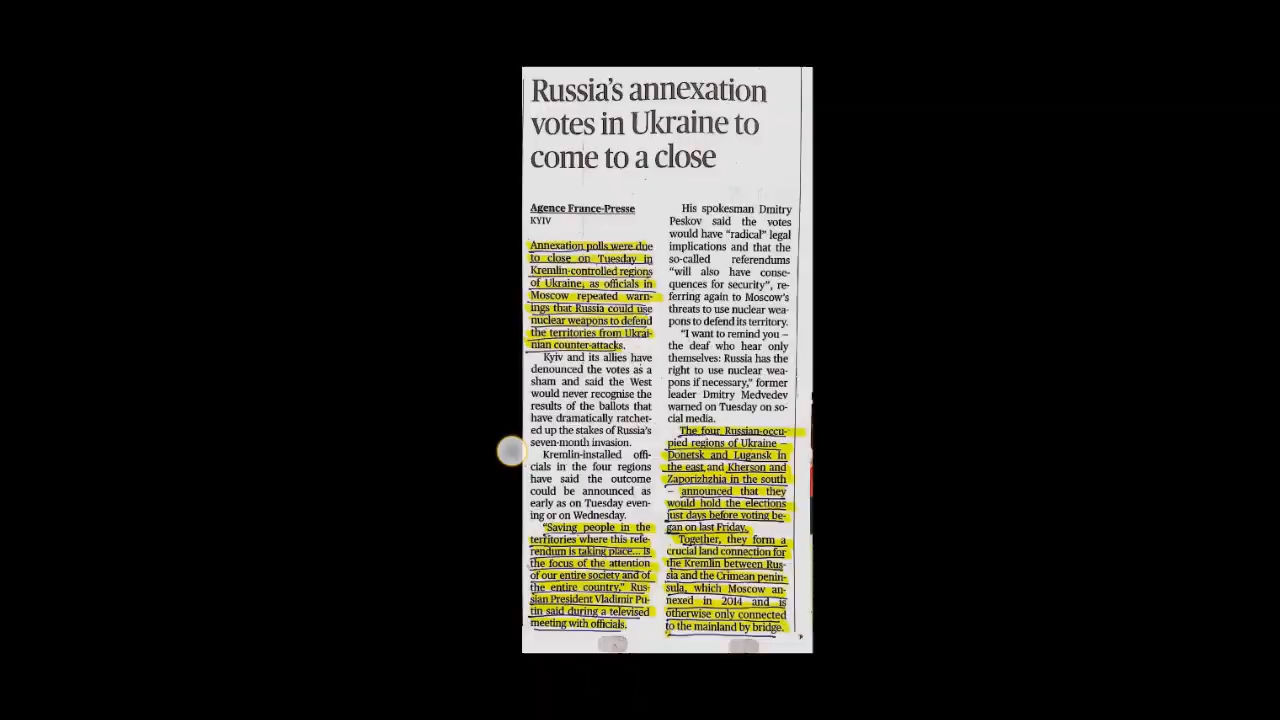 Russia's annexation
votes in Ukraine to
come to a close
Agence France-Presse
KYIV
Annexation polls were due
to close on Tuesday in
Kremlin-controlled regions
of Ukraine, as officials in
Moscow repeated warn-
ings that Russia could use
nuclear weapons to defend
the territories from Ukrai-
nian counter-attacks.
Kyiv and its allies have
denounced the votes as a
sham and said the West
would never recognise the
results of the ballots that
have dramatically ratchet-
ed up the stakes of Russia's
seven-month invasion.
Kremlin-installed offi-
cials in the four regions
have said the outcome
could be announced as
early as on Tuesday even-
ing or on Wednesday.
"Saving people in the
territories where this refe-
rendum is taking place... is
the focus of the attention
of our entire society and of
the entire country," Rus-
sian President Vladimir Pu-
tin said during a televised
meeting with officials.
His spokesman Dmitry
Peskov said the votes
would have "radical" legal
implications and that the
so-called referendums
"will also have conse-
quences for security", re-
ferring again to Moscow's
threats to use nuclear wea-
pons to defend its territory.
"I want to remind you –
the deaf who hear only
themselves: Russia has the
right to use nuclear wea-
pons if necessary," former
leader Dmitry Medvedev
warned on Tuesday on so-
cial media.
The four Russian-occu-
pied regions of Ukraine –
Donetsk and Lugansk in
the east and Kherson and
Zaporizhzhia in the south
– announced that they
would hold the elections
just days before voting be-
gan on last Friday.
Together, they form a
crucial land connection for
the Kremlin between Rus-
sia and the Crimean penin-
sula, which Moscow an-
nexed in 2014 and is
otherwise only connected
to the mainland by bridge.